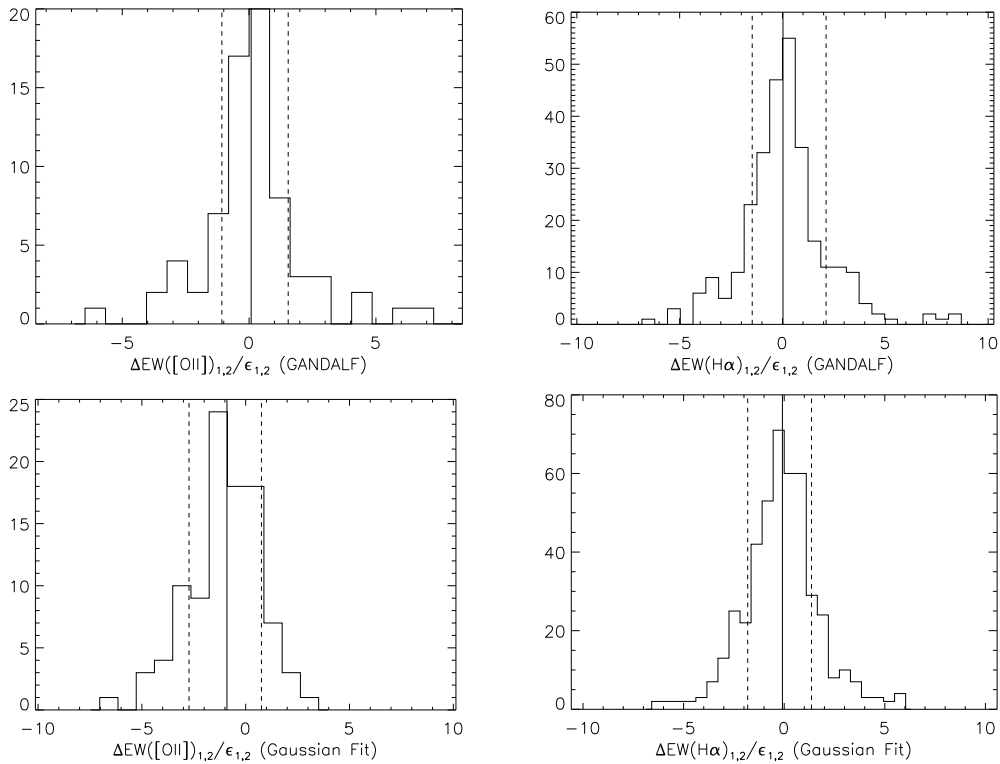 20
15
10
5
0
−5 0 5
ΔEW([OII])1,2/ϵ1,2 (GANDALF)
60
50
40
30
20
10
0
−10 −5 0 5 10
ΔEW(Hα)1,2/ϵ1,2 (GANDALF)
25
20
15
10
5
0
−10 −5 0 5 10
ΔEW([OII])1,2/ϵ1,2 (Gaussian Fit)
80
60
40
20
0
−10 −5 0 5 10
ΔEW(Hα)1,2/ϵ1,2 (Gaussian Fit)